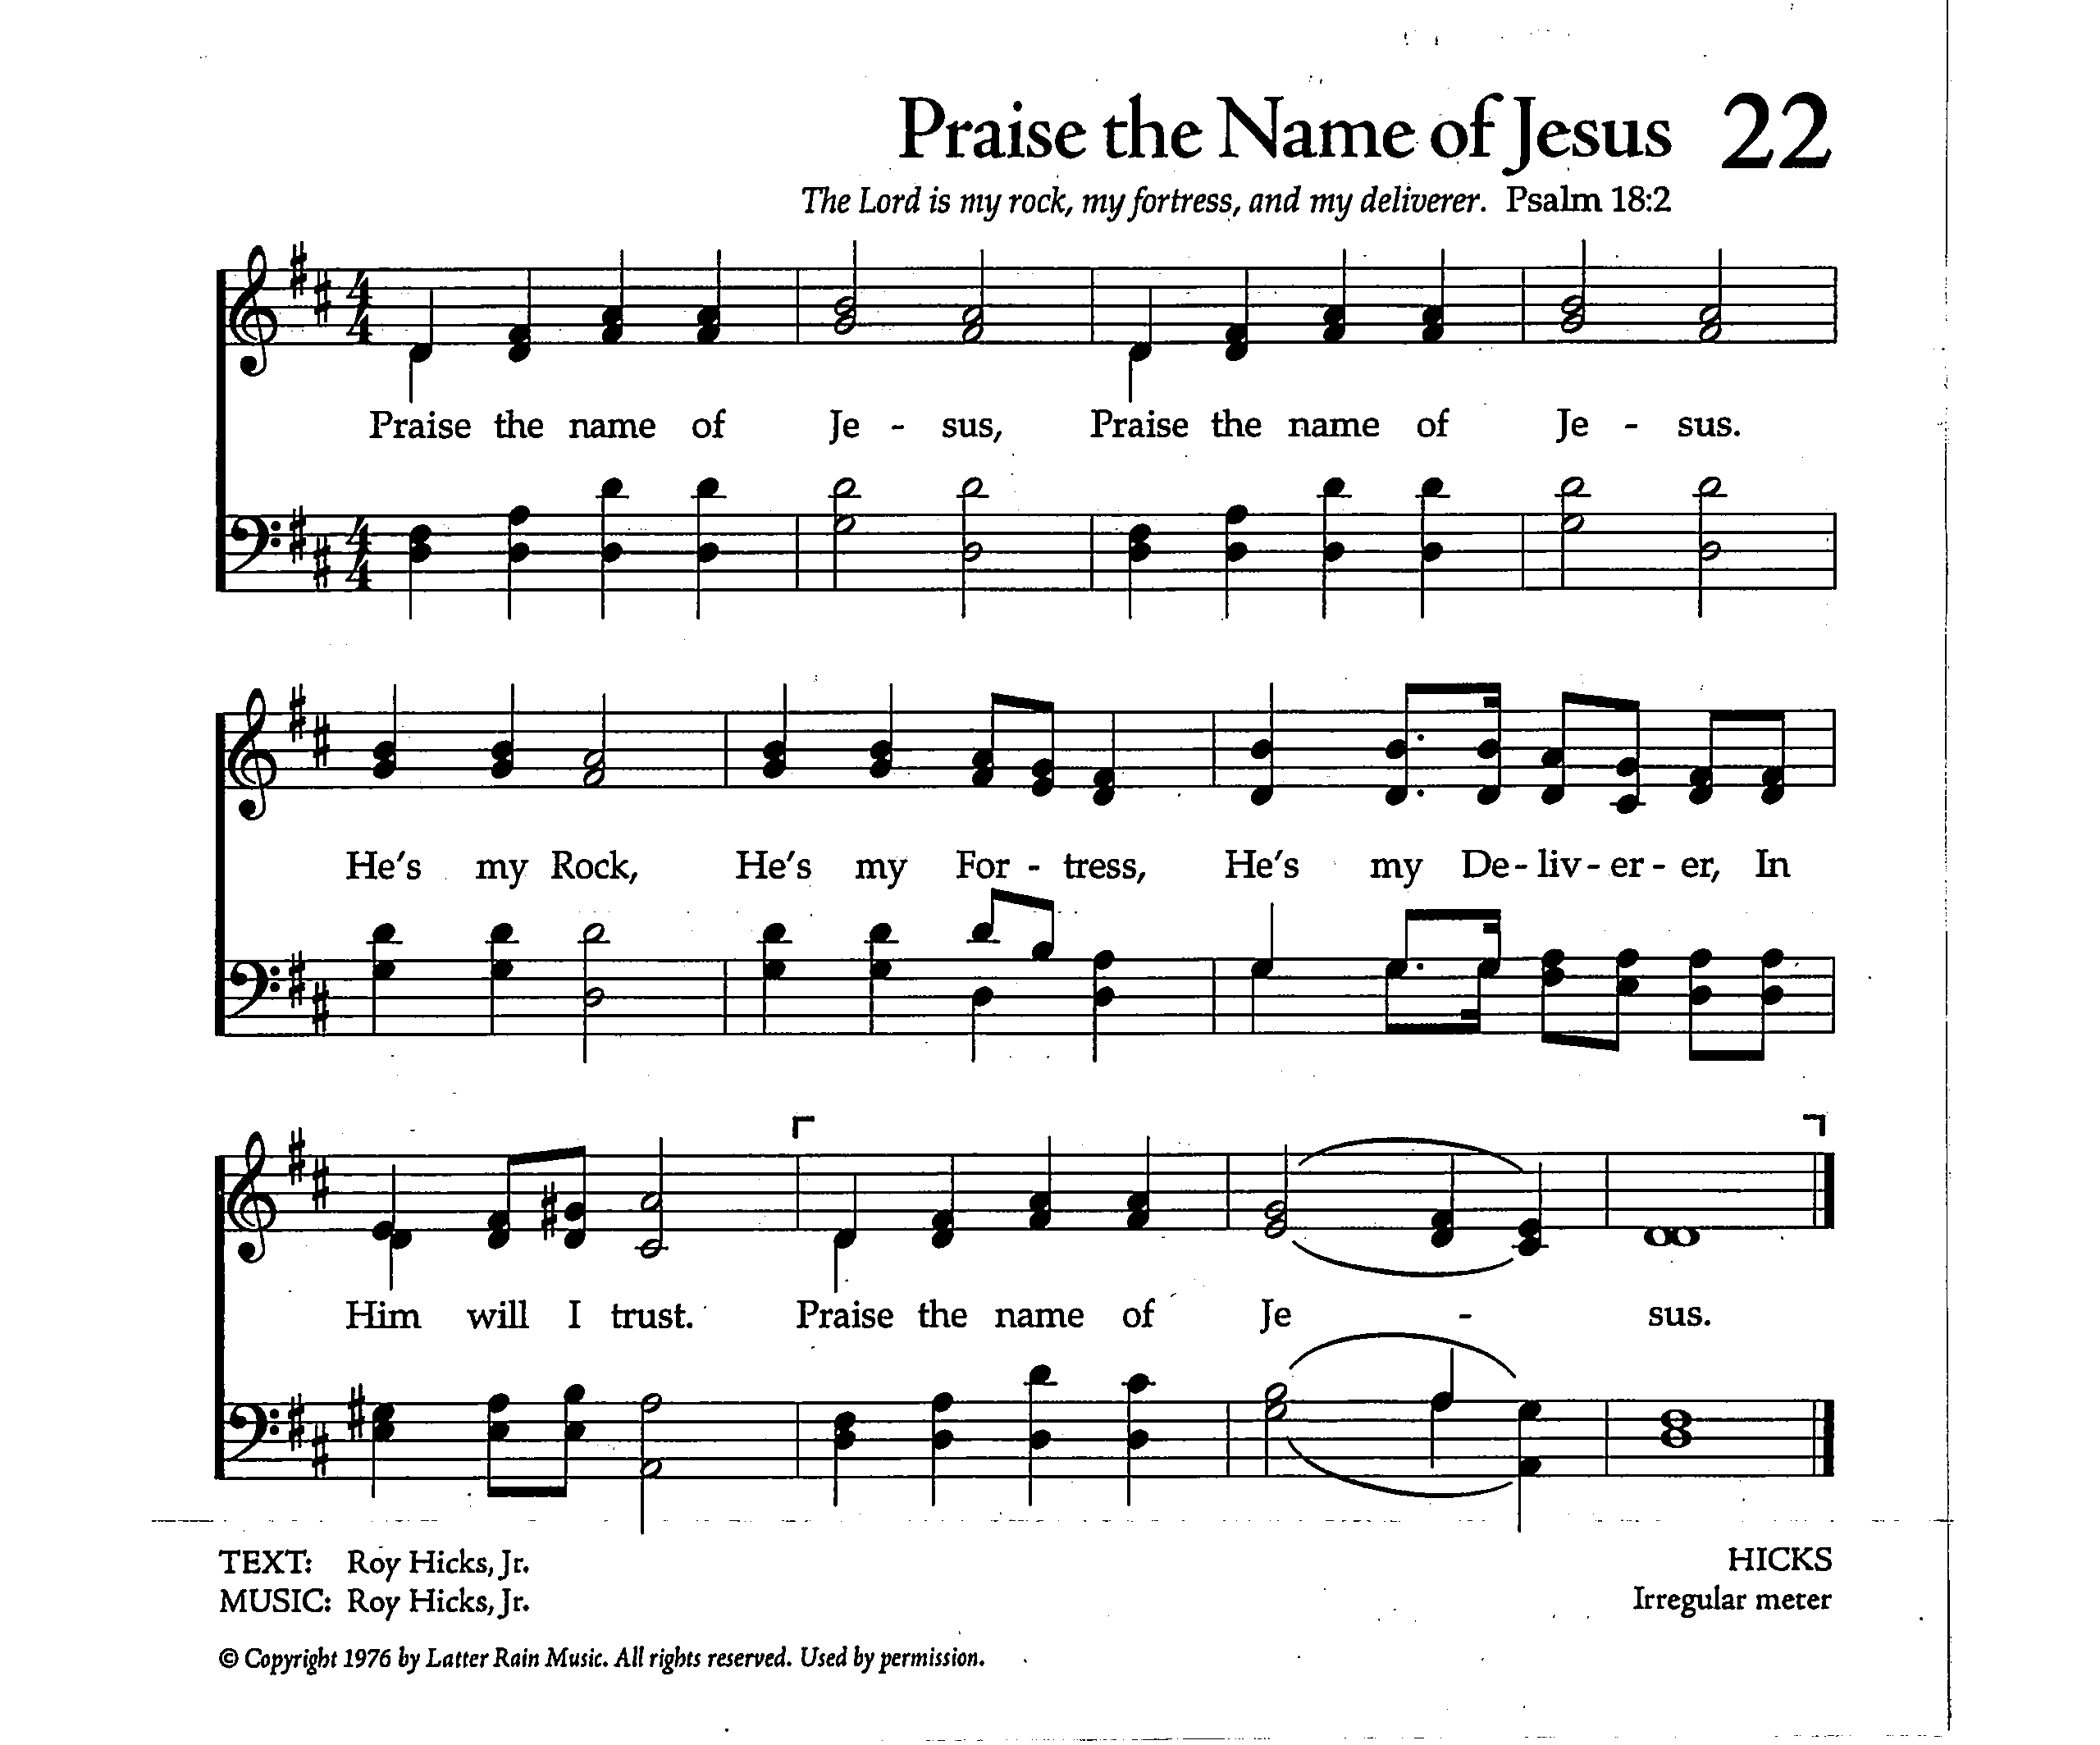 Praise the Name of Jesus 22
The Lord is my rock, my fortress, and my deliverer. Psalm 18:2
4 4
Praise the name of Je - sus, Praise the name of Je - sus.
4 4
He's my Rock, He's my For - tress, He's my De - liv - er - er, In
Him will I trust. Praise the name of Je - sus.
TEXT: Roy Hicks, Jr.
HICKS
MUSIC: Roy Hicks, Jr.
Irregular meter
© Copyright 1976 by Latter Rain Music. All rights reserved. Used by permission.